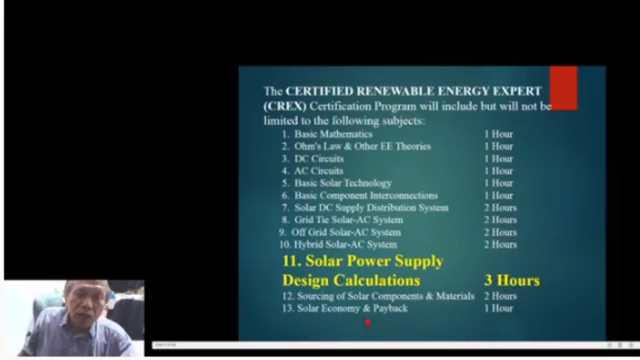 The CERTIFIED RENEWABLE ENERGY EXPERT
(CREX) Certification Program will include but will not be
limited to the following subjects:
1. Basic Mathematics 1 Hour
2. Ohm's Law & Other EE Theories 1 Hour
3. DC Circuits 1 Hour
4. AC Circuits 1 Hour
5. Basic Solar Technology 1 Hour
6. Basic Component Interconnections 1 Hour
7. Solar DC Supply Distribution System 2 Hours
8. Grid Tie Solar-AC System 2 Hours
9. Off Grid Solar-AC System 2 Hours
10. Hybrid Solar-AC System 2 Hours
11. Solar Power Supply
Design Calculations 3 Hours
12. Sourcing of Solar Components & Materials 2 Hours
13. Solar Economy & Payback 1 Hour